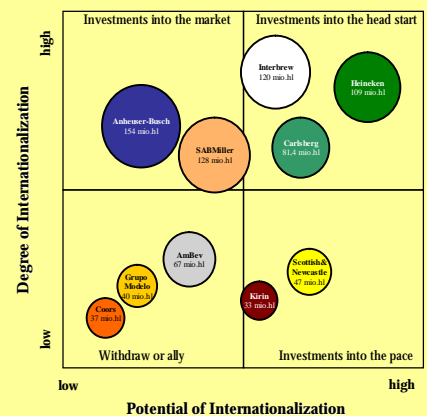 Investments into the market
Investments into the head start
high
Interbrew
120 mio.hl
Heineken
109 mio.hl
Anheuser-Busch
154 mio.hl
Carlsberg
81,4 mio.hl
SABMiller
128 mio.hl
Degree of Internationalization
AmBev
67 mio.hl
Scottish&
Newcastle
47 mio.hl
Grupo
Modelo
40 mio.hl
Kirin
33 mio.hl
Coors
37 mio.hl
low
Withdraw or ally
Investments into the pace
low
high
Potential of Internationalization